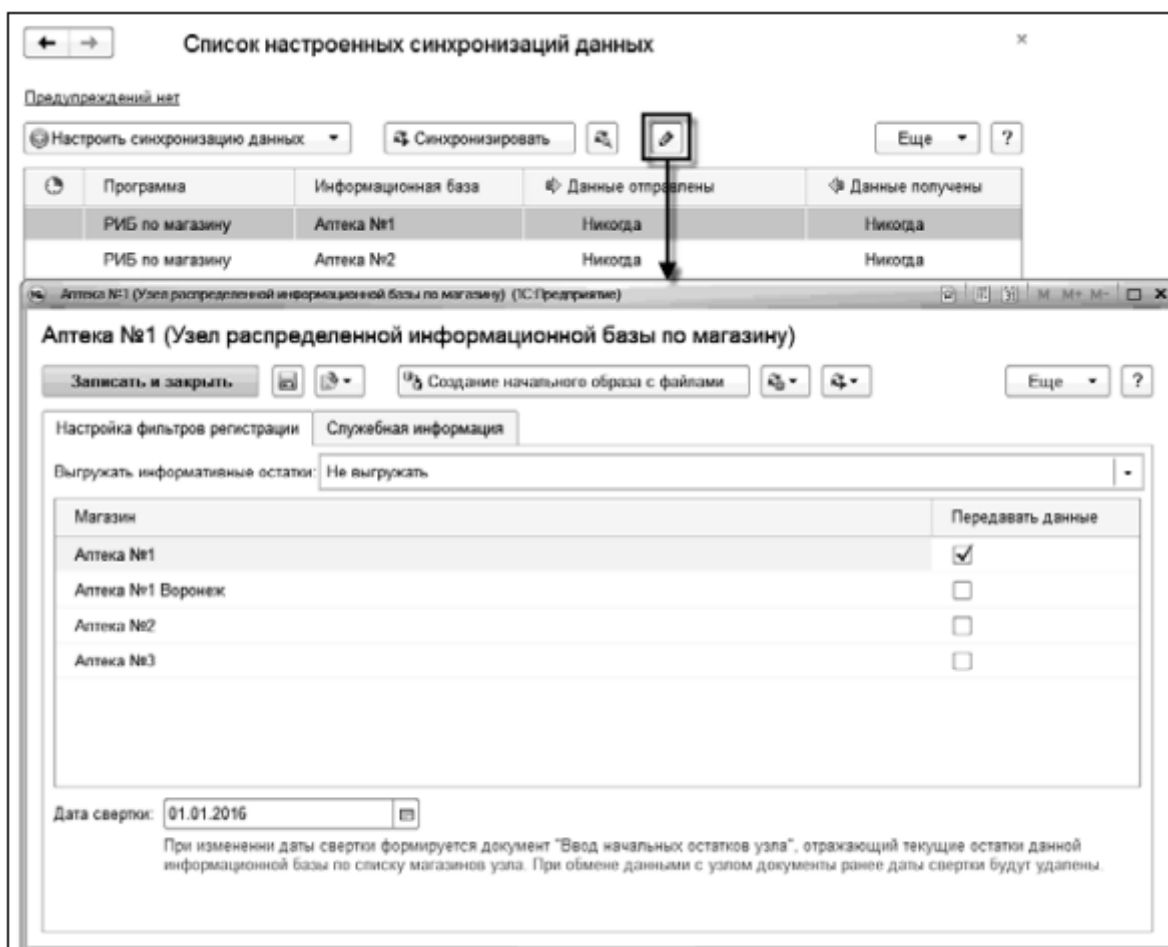 Список настроенных синхронизаций данных
Предупреждений нет
Настроить синхронизацию данных Синхронизировать Еще ?
Программа Информационная база Данные отправлены Данные получены
РИБ по магазину Аптека №1 Никогда Никогда
РИБ по магазину Аптека №2 Никогда Никогда
Аптека №1 (Узел распределенной информационной базы по магазину) (1С:Предприятие) M M+ M-
Аптека №1 (Узел распределенной информационной базы по магазину)
Записать и закрыть Создание начального образа с файлами Еще ?
Настройка фильтров регистрации Служебная информация
Выгружать информативные остатки: Не выгружать
Магазин Передавать данные
Аптека №1
Аптека №1 Воронеж
Аптека №2
Аптека №3
Дата свертки: 01.01.2016
При изменении даты свертки формируется документ "Ввод начальных остатков узла", отражающий текущие остатки данной
информационной базы по списку магазинов узла. При обмене данными с узлом документы ранее даты свертки будут удалены.